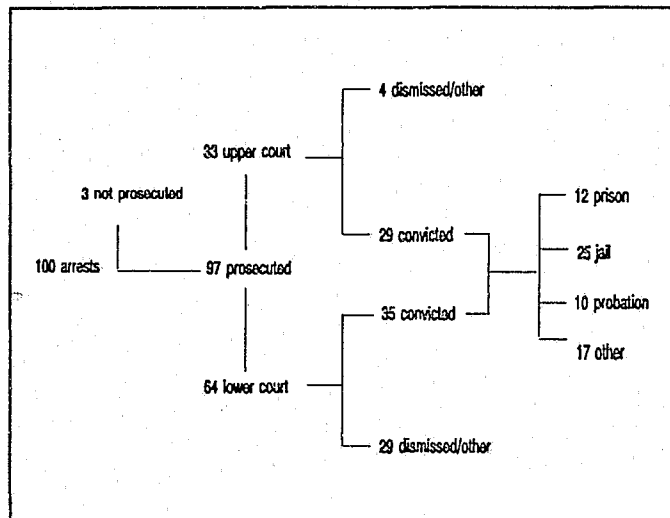 4 dismissed/other
33 upper court
3 not prosecuted
12 prison
29 convicted
25 jail
100 arrests
97 prosecuted
10 probation
35 convicted
17 other
64 lower court
29 dismissed/other